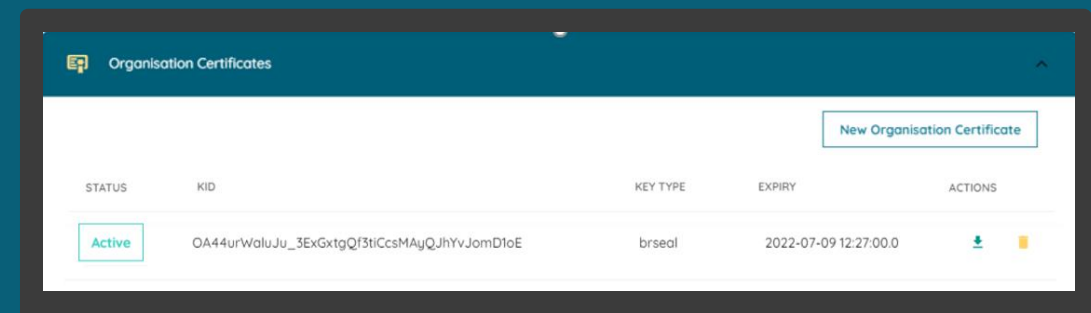 Organisation Certificates
New Organisation Certificate
STATUS KID KEY TYPE EXPIRY ACTIONS
Active OA44urWaluJu_3ExGxtgQf3tiCcsMAyQJhYvJomD1oE brseal 2022-07-09 12:27:00.0